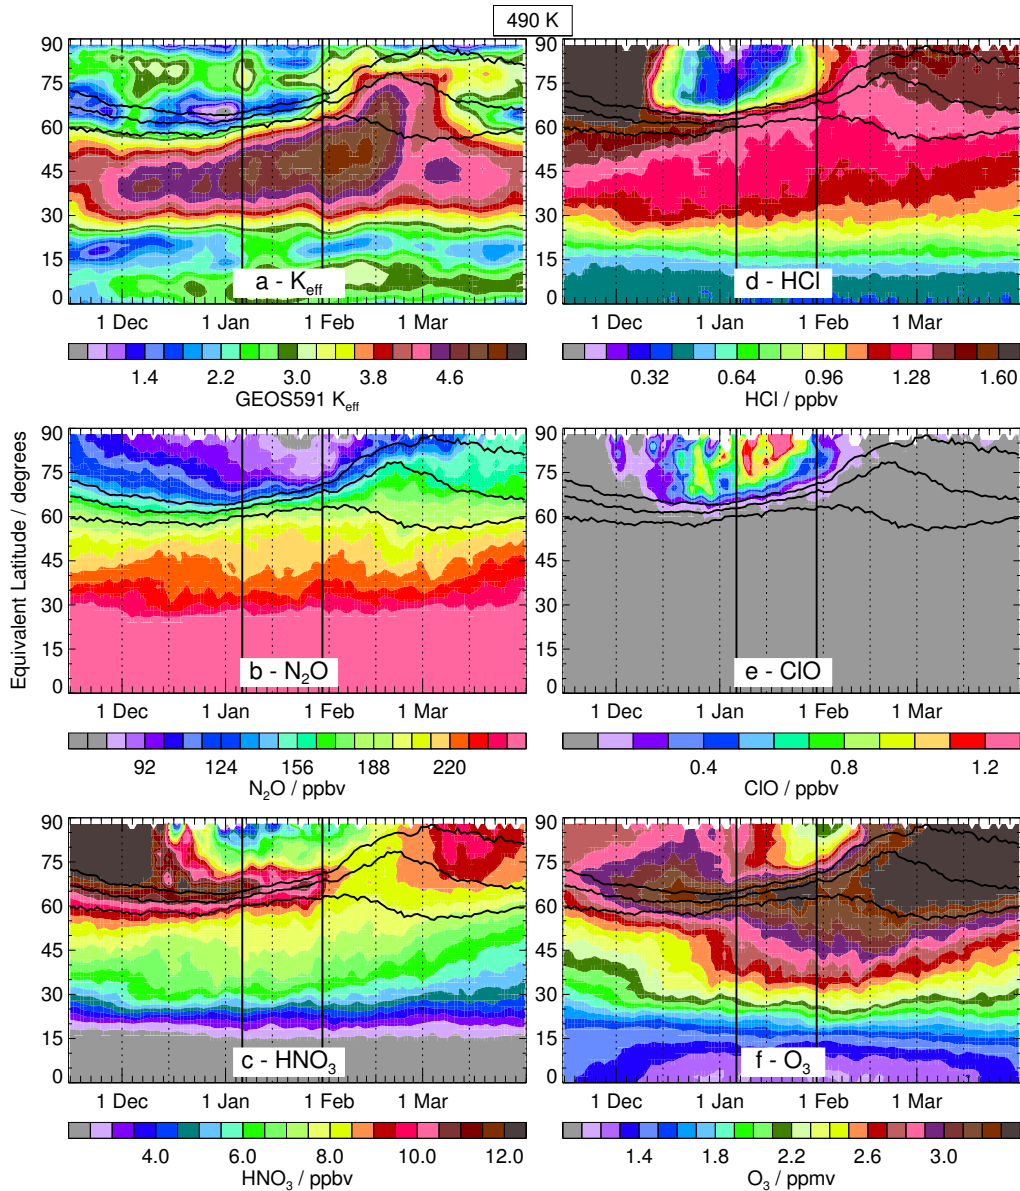 490 K
90
75
60
45
30
15
0
a - K_eff
1 Dec 1 Jan 1 Feb 1 Mar
1.4 2.2 3.0 3.8 4.6
GEOS591 K_eff
90
75
60
45
30
15
0
d - HCl
1 Dec 1 Jan 1 Feb 1 Mar
0.32 0.64 0.96 1.28 1.60
HCl / ppbv
Equivalent Latitude / degrees
90
75
60
45
30
15
0
b - N₂O
1 Dec 1 Jan 1 Feb 1 Mar
92 124 156 188 220
N₂O / ppbv
90
75
60
45
30
15
0
e - ClO
1 Dec 1 Jan 1 Feb 1 Mar
0.4 0.8 1.2
ClO / ppbv
90
75
60
45
30
15
0
c - HNO₃
1 Dec 1 Jan 1 Feb 1 Mar
4.0 6.0 8.0 10.0 12.0
HNO₃ / ppbv
90
75
60
45
30
15
0
f - O₃
1 Dec 1 Jan 1 Feb 1 Mar
1.4 1.8 2.2 2.6 3.0
O₃ / ppmv